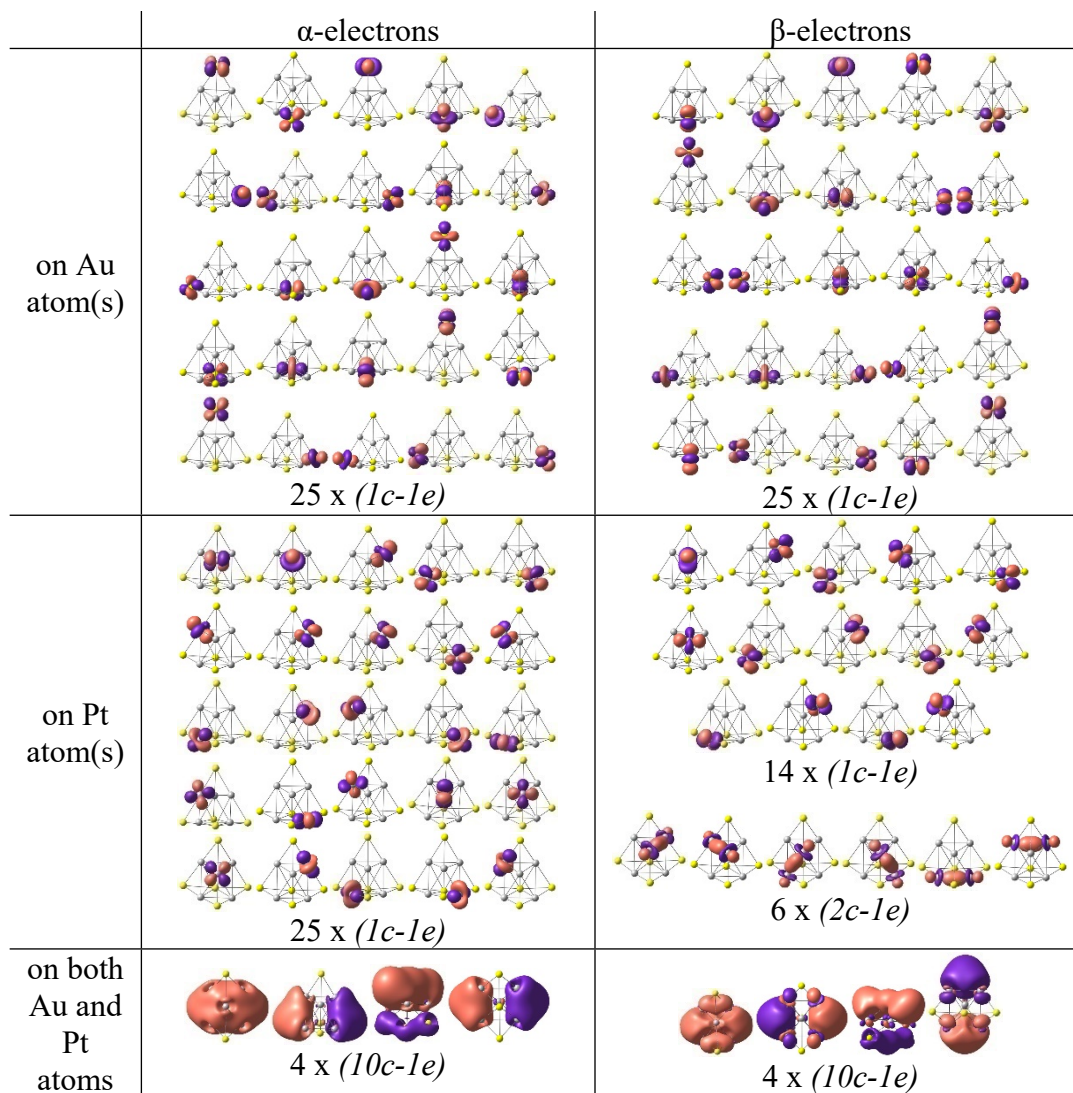 α-electrons
β-electrons
on Au
atom(s)
25 x (1c-1e)
25 x (1c-1e)
on Pt
atom(s)
25 x (1c-1e)
14 x (1c-1e)
6 x (2c-1e)
on both
Au and
Pt
atoms
4 x (10c-1e)
4 x (10c-1e)